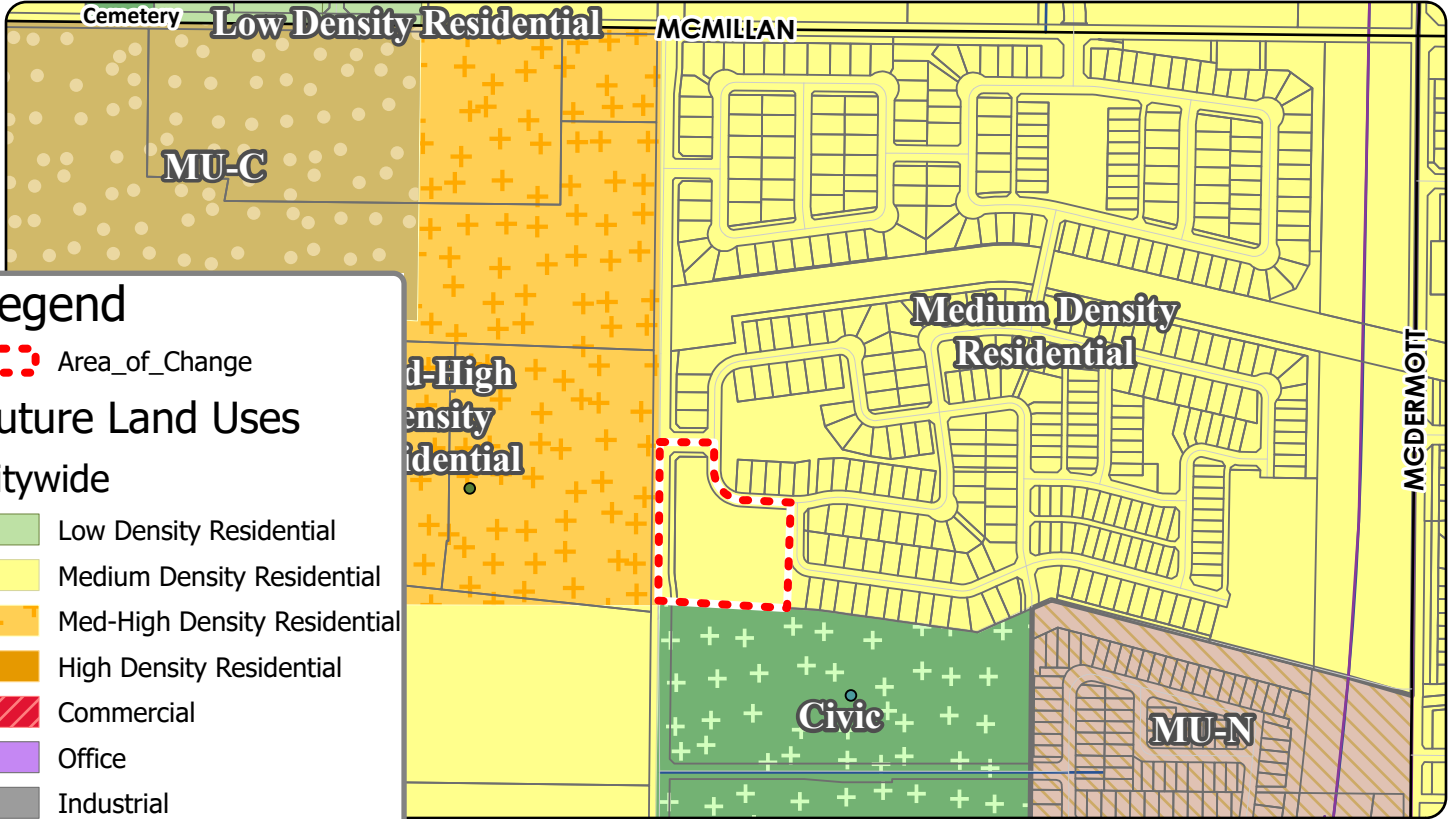 Cemetery
Low Density Residential
MCMILLAN
MU-C
Medium Density
Residential
MCDERMOTT
d-High
ensity
idential
Civic
MU-N
egend
Area_of_Change
uture Land Uses
itywide
Low Density Residential
Medium Density Residential
Med-High Density Residential
High Density Residential
Commercial
Office
Industrial